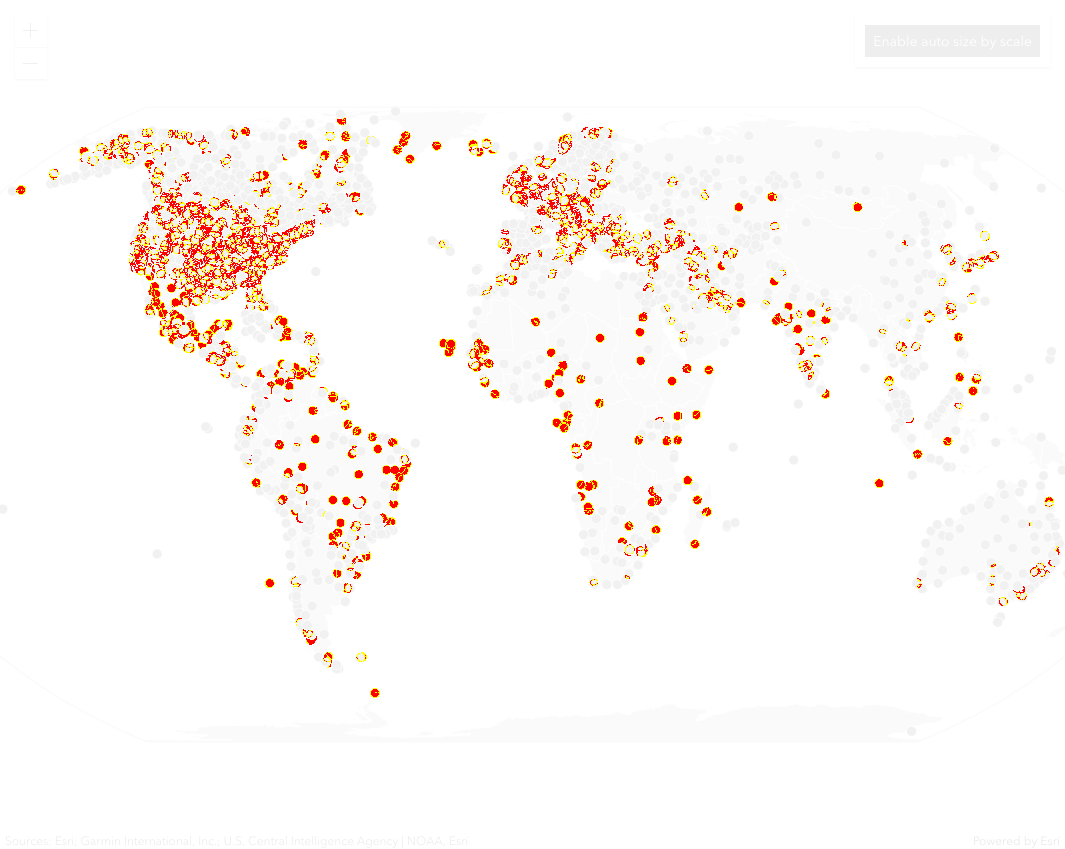 +
Enable auto size by scale
−
Sources: Esri; Garmin International, Inc.; U.S. Central Intelligence Agency | NOAA, Esri
Powered by Esri